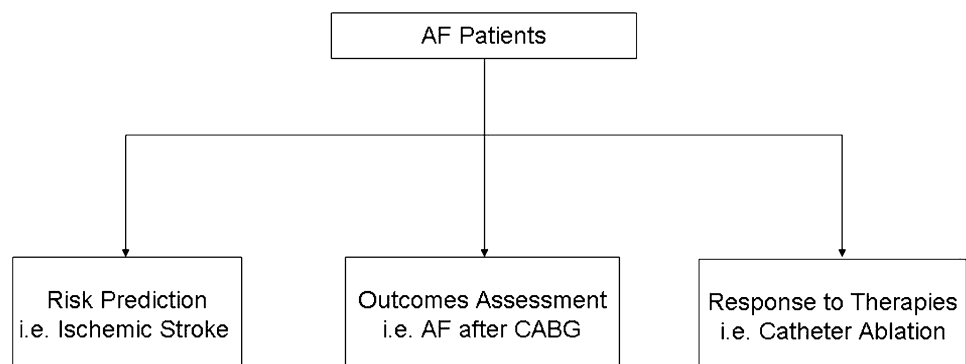 AF Patients
Risk Prediction
i.e. Ischemic Stroke
Outcomes Assessment
i.e. AF after CABG
Response to Therapies
i.e. Catheter Ablation